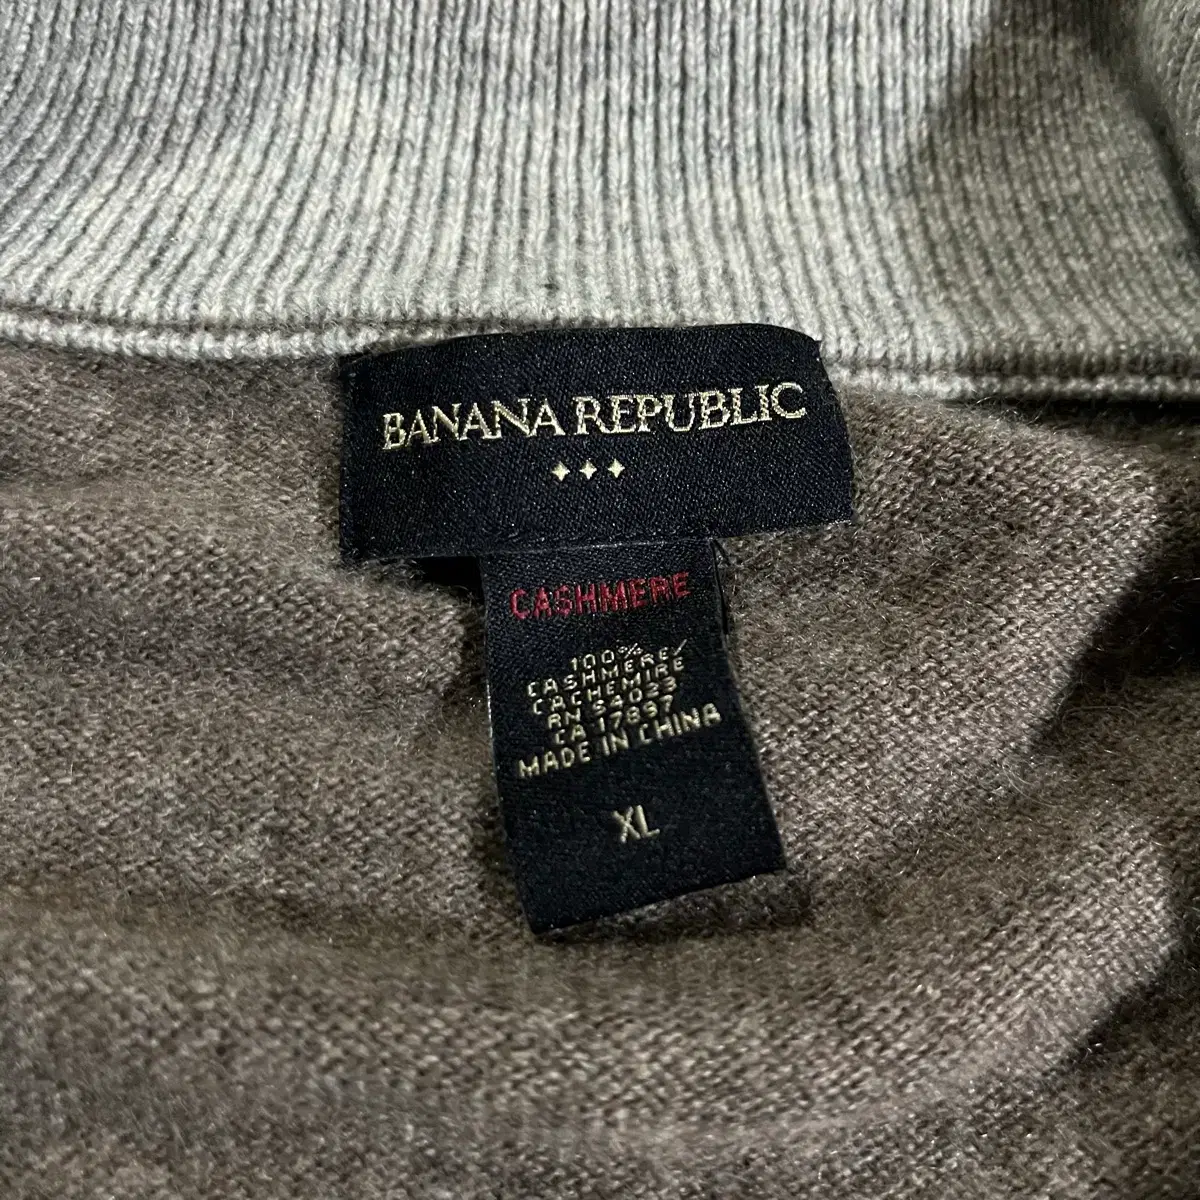 BANANA REPUBLIC
CASHMERE
100%
CASHMERE/
CACHEMIRE
RN 54023
CA 17897
MADE IN CHINA
XL